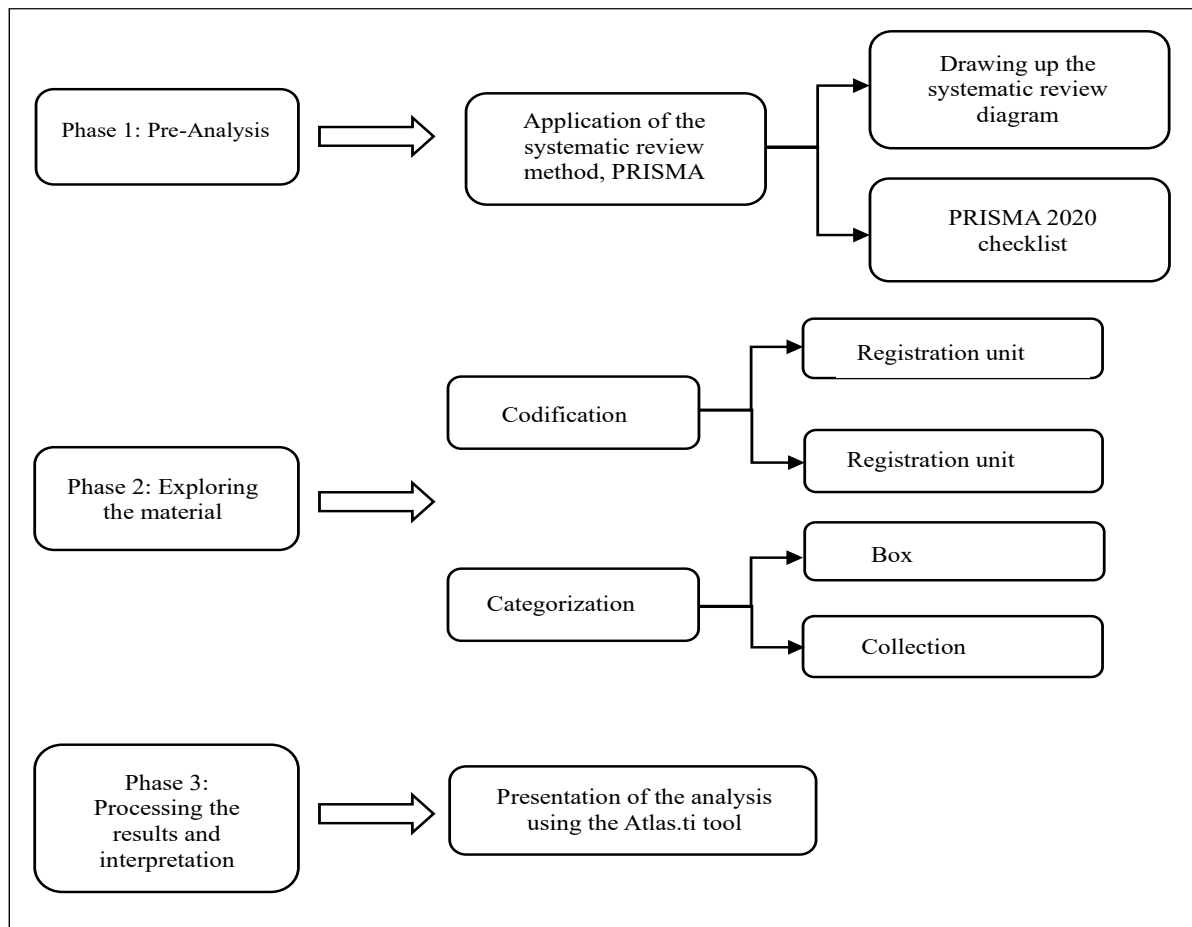 Phase 1: Pre-Analysis
Application of the
systematic review
method, PRISMA
Drawing up the
systematic review
diagram
PRISMA 2020
checklist
Phase 2: Exploring
the material
Codification
Registration unit
Registration unit
Categorization
Box
Collection
Phase 3:
Processing the
results and
interpretation
Presentation of the analysis
using the Atlas.ti tool